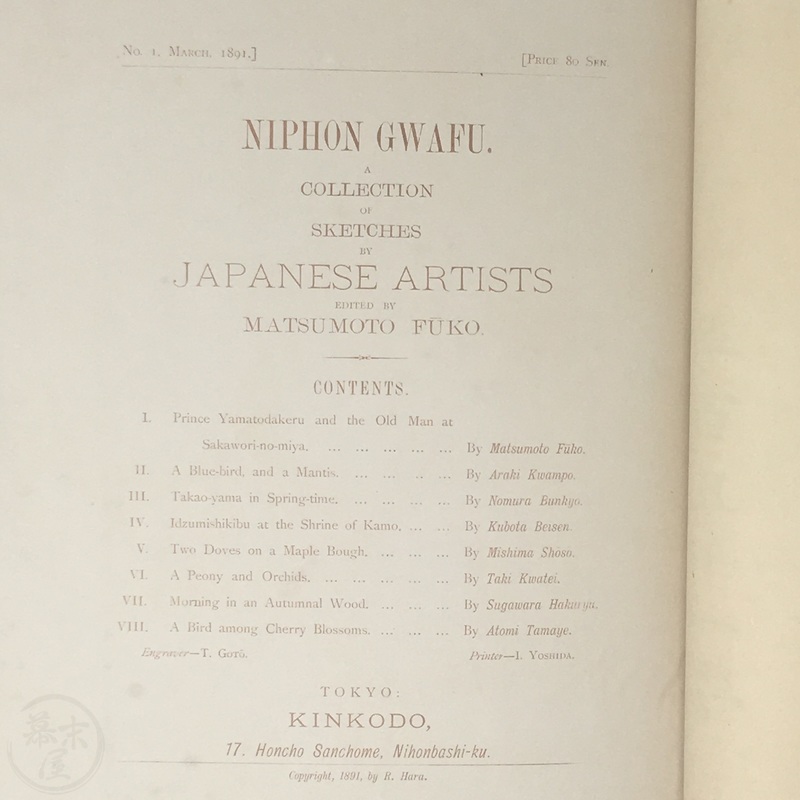 No. 1. March, 1891.] [Price 80 Sen
NIPHON GWAFU.
A
COLLECTION
OF
SKETCHES
BY
JAPANESE ARTISTS
EDITED BY
MATSUMOTO FŪKO.
CONTENTS.
I. Prince Yamatodakeru and the Old Man at
Sakawori-no-miya. ... ... ... ... ... By Matsumoto Fūko.
II. A Blue-bird, and a Mantis. ... ... .. ... By Araki Kwampo.
III. Takao-yama in Spring-time. ... ... ... ... By Nomura Bunkyo.
IV. Idzumishikibu at the Shrine of Kamo. ... ... By Kubota Beisen.
V. Two Doves on a Maple Bough. ... ... ... By Mishima Shoso.
VI. A Peony and Orchids. ... ... ... ... ... By Taki Kwatei.
VII. Morning in an Autumnal Wood. ... ... ... By Sugawara
VIII. A Bird among Cherry Blossoms. ... ... ... By Atomi Tamaye.
Engraver—T. Gotō. Printer—I. Yoshida.
TOKYO:
KINKODO,
17. Honcho Sanchome, Nihonbashi-ku.
Copyright, 1891, by R. Hara.
幕末屋